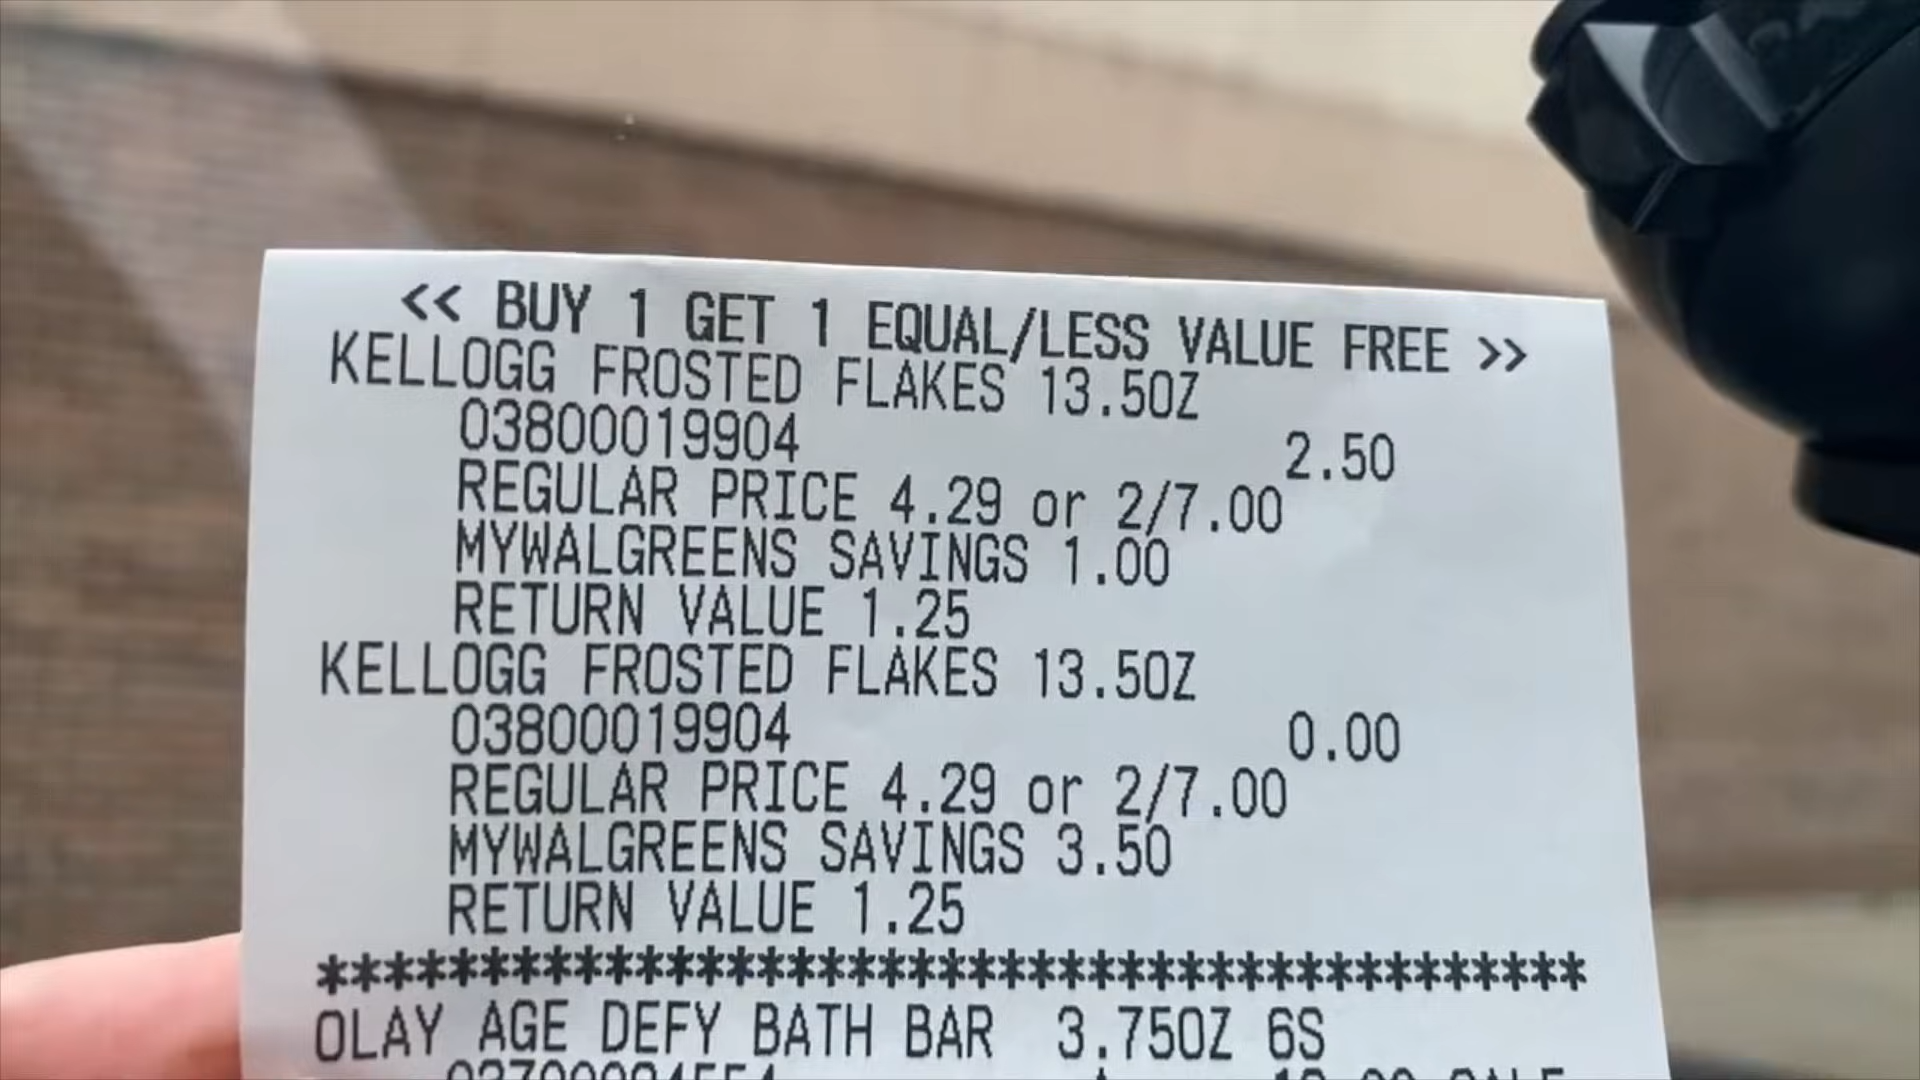 << BUY 1 GET 1 EQUAL/LESS VALUE FREE >>
KELLOGG FROSTED FLAKES 13.5OZ
03800019904 2.50
REGULAR PRICE 4.29 or 2/7.00
MYWALGREENS SAVINGS 1.00
RETURN VALUE 1.25
KELLOGG FROSTED FLAKES 13.5OZ
03800019904 0.00
REGULAR PRICE 4.29 or 2/7.00
MYWALGREENS SAVINGS 3.50
RETURN VALUE 1.25
******************************************
OLAY AGE DEFY BATH BAR 3.75OZ 6S